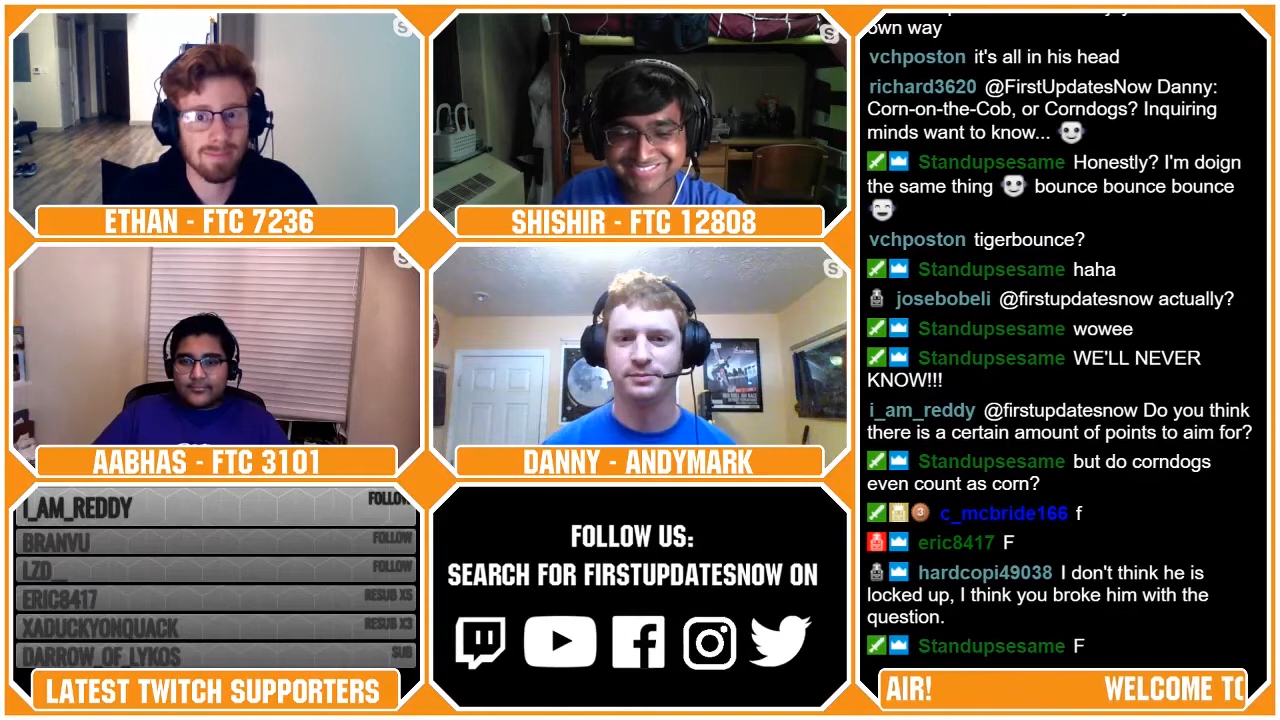 ETHAN - FTC 7236
SHISHIR - FTC 12808
AABHAS - FTC 3101
DANNY - ANDYMARK
I_AM_REDDY FOLLOW
BRANVU FOLLOW
LZD__ FOLLOW
ERIC8417 RESUB X5
XADUCKYONQUACK RESUB X3
DARROW_OF_LYKOS SUB
LATEST TWITCH SUPPORTERS
FOLLOW US:
SEARCH FOR FIRSTUPDATESNOW ON
own way
vchposton it's all in his head
richard3620 @FirstUpdatesNow Danny:
Corn-on-the-Cob, or Corndogs? Inquiring
minds want to know...
Standupsesame Honestly? I'm doign
the same thing bounce bounce bounce
vchposton tigerbounce?
Standupsesame haha
josebobeli @firstupdatesnow actually?
Standupsesame wowee
Standupsesame WE'LL NEVER
KNOW!!!
i_am_reddy @firstupdatesnow Do you think
there is a certain amount of points to aim for?
Standupsesame but do corndogs
even count as corn?
3 c_mcbride166 f
eric8417 F
hardcopi49038 I don't think he is
locked up, I think you broke him with the
question.
Standupsesame F
AIR! WELCOME TO